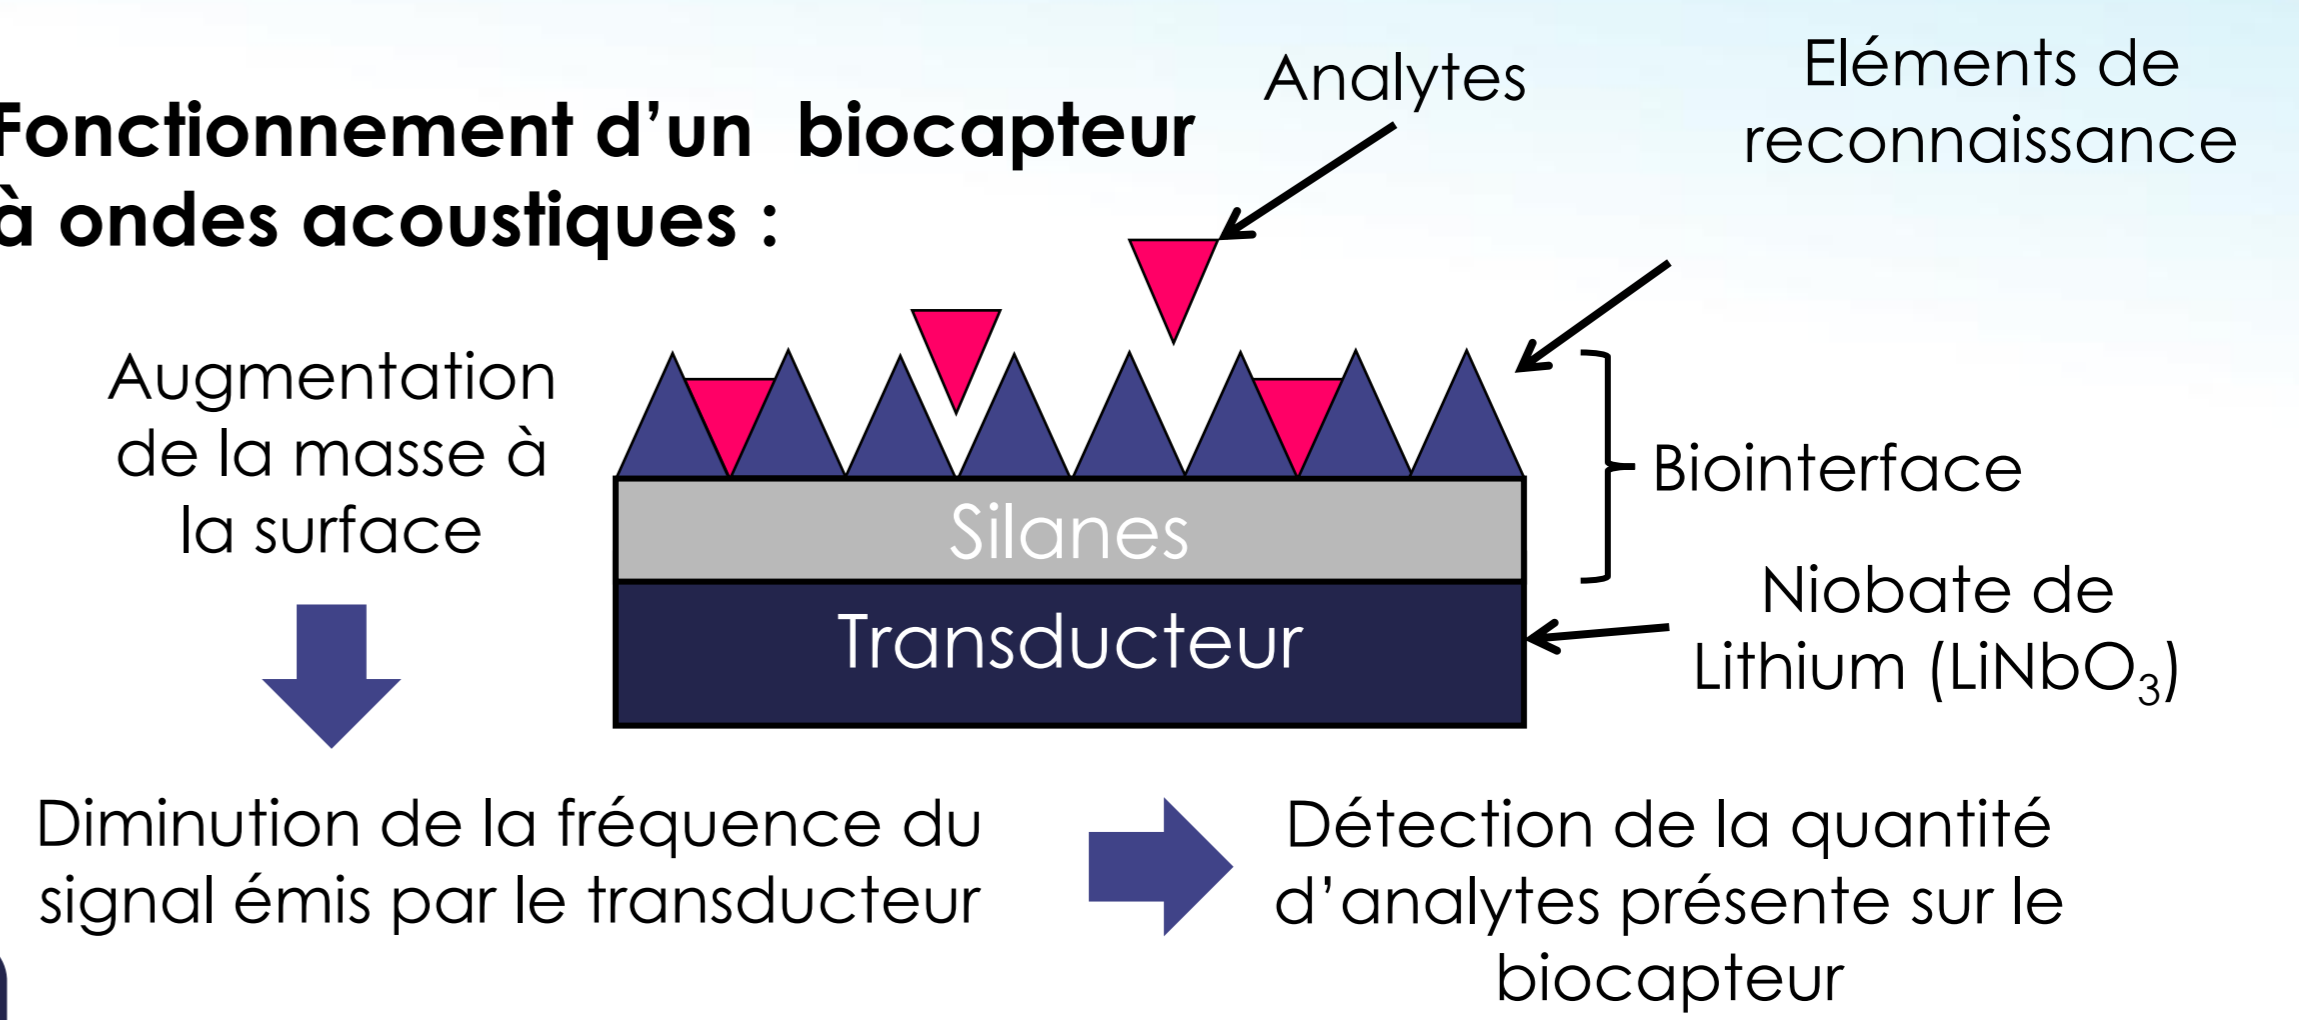 Fonctionnement d’un biocapteur
à ondes acoustiques :
Analytes
Eléments de
reconnaissance
Augmentation
de la masse à
la surface
Biointerface
Silanes
Transducteur
Niobate de
Lithium (LiNbO₃)
Diminution de la fréquence du
signal émis par le transducteur
Détection de la quantité
d’analytes présente sur le
biocapteur